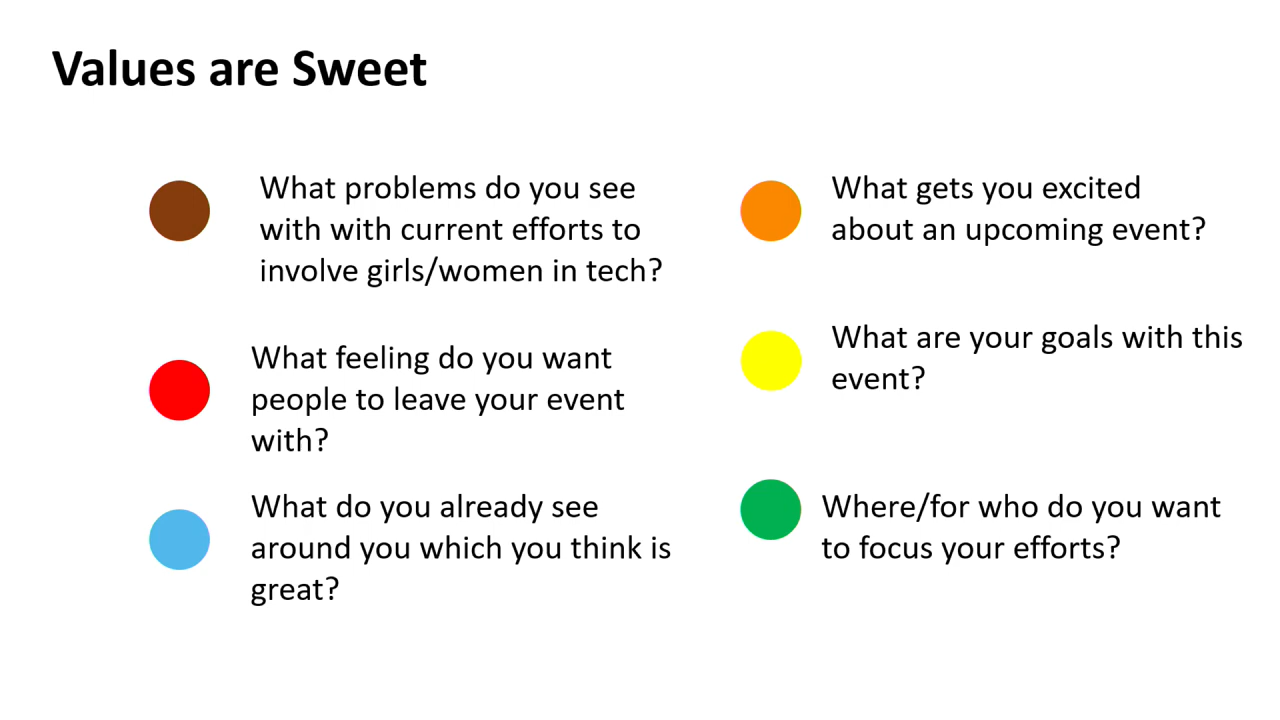 Values are Sweet
What problems do you see
with with current efforts to
involve girls/women in tech?
What feeling do you want
people to leave your event
with?
What do you already see
around you which you think is
great?
What gets you excited
about an upcoming event?
What are your goals with this
event?
Where/for who do you want
to focus your efforts?